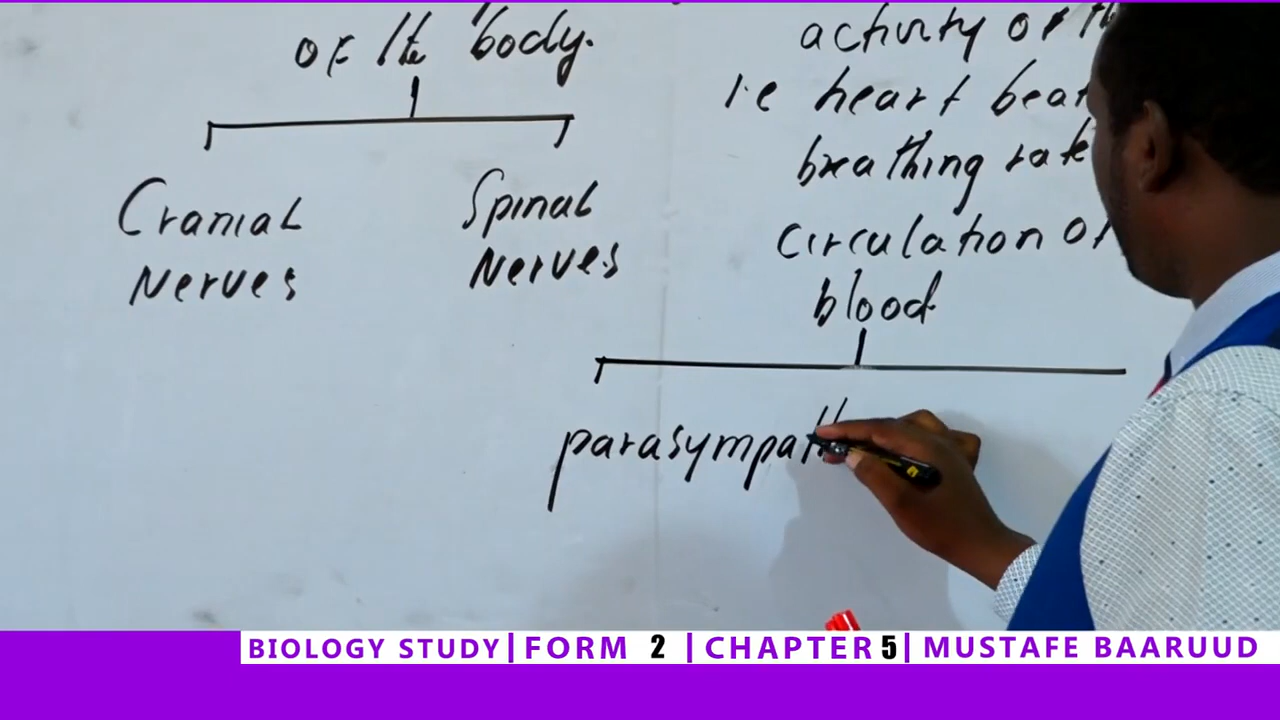 of the body.
Cranial
Nerves
Spinal
Nerves
activity of th
i.e heart beat
breathing rate
circulation of
blood
parasympath
BIOLOGY STUDY| FORM 2 | CHAPTER 5| MUSTAFE BAARUUD